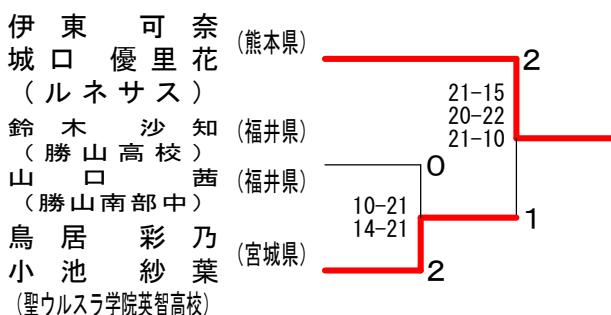 伊東 可奈
(熊本県)
城口 優里花
(ルネサス)
鈴木 沙知
(福井県)
(勝山高校)
山口 茜
(福井県)
(勝山南部中)
鳥居 彩乃
(宮城県)
小池 紗葉
(聖ウルスラ学院英智高校)
2
21-15
20-22
21-10
0
10-21
14-21
1
2